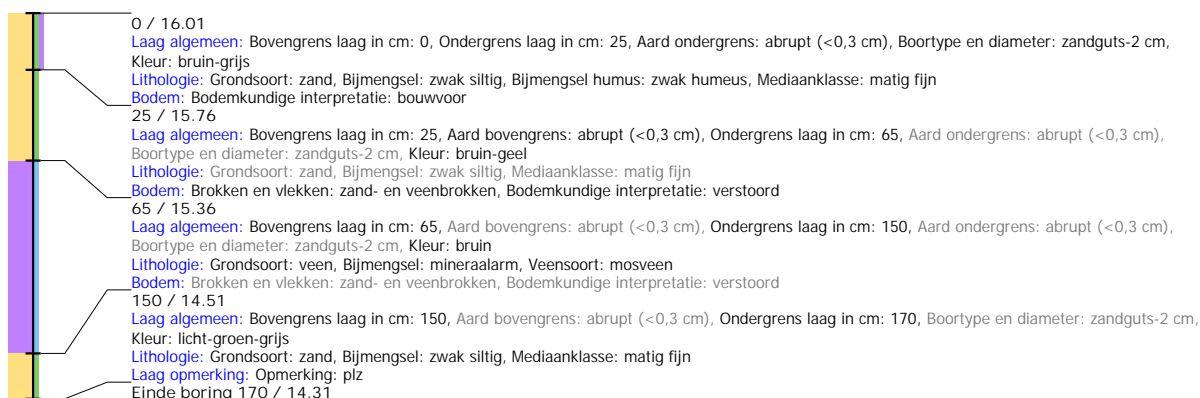 0 / 16.01
Laag algemeen: Bovengrens laag in cm: 0, Ondergrens laag in cm: 25, Aard ondergrens: abrupt (<0,3 cm), Boortype en diameter: zandguts-2 cm,
Kleur: bruin-grijs
Lithologie: Grondsoort: zand, Bijmengsel: zwak siltig, Bijmengsel humus: zwak humeus, Mediaanklasse: matig fijn
Bodem: Bodemkundige interpretatie: bouwvoor
25 / 15.76
Laag algemeen: Bovengrens laag in cm: 25, Aard bovengrens: abrupt (<0,3 cm), Ondergrens laag in cm: 65, Aard ondergrens: abrupt (<0,3 cm),
Boortype en diameter: zandguts-2 cm, Kleur: bruin-geel
Lithologie: Grondsoort: zand, Bijmengsel: zwak siltig, Mediaanklasse: matig fijn
Bodem: Brokken en vlekken: zand- en veenbrokken, Bodemkundige interpretatie: verstoord
65 / 15.36
Laag algemeen: Bovengrens laag in cm: 65, Aard bovengrens: abrupt (<0,3 cm), Ondergrens laag in cm: 150, Aard ondergrens: abrupt (<0,3 cm),
Boortype en diameter: zandguts-2 cm, Kleur: bruin
Lithologie: Grondsoort: veen, Bijmengsel: mineraalarm, Veensoort: mosveen
Bodem: Brokken en vlekken: zand- en veenbrokken, Bodemkundige interpretatie: verstoord
150 / 14.51
Laag algemeen: Bovengrens laag in cm: 150, Aard bovengrens: abrupt (<0,3 cm), Ondergrens laag in cm: 170, Boortype en diameter: zandguts-2 cm,
Kleur: licht-groen-grijs
Lithologie: Grondsoort: zand, Bijmengsel: zwak siltig, Mediaanklasse: matig fijn
Laag opmerking: Opmerking: plz
Einde boring 170 / 14.31